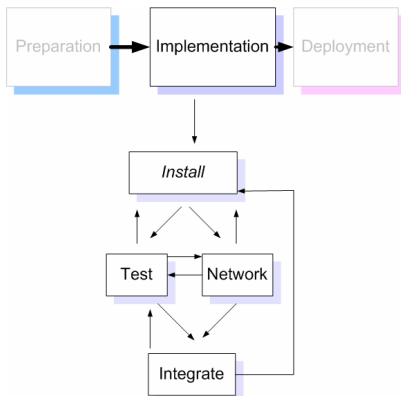 Preparation
Implementation
Deployment
Install
Test
Network
Integrate